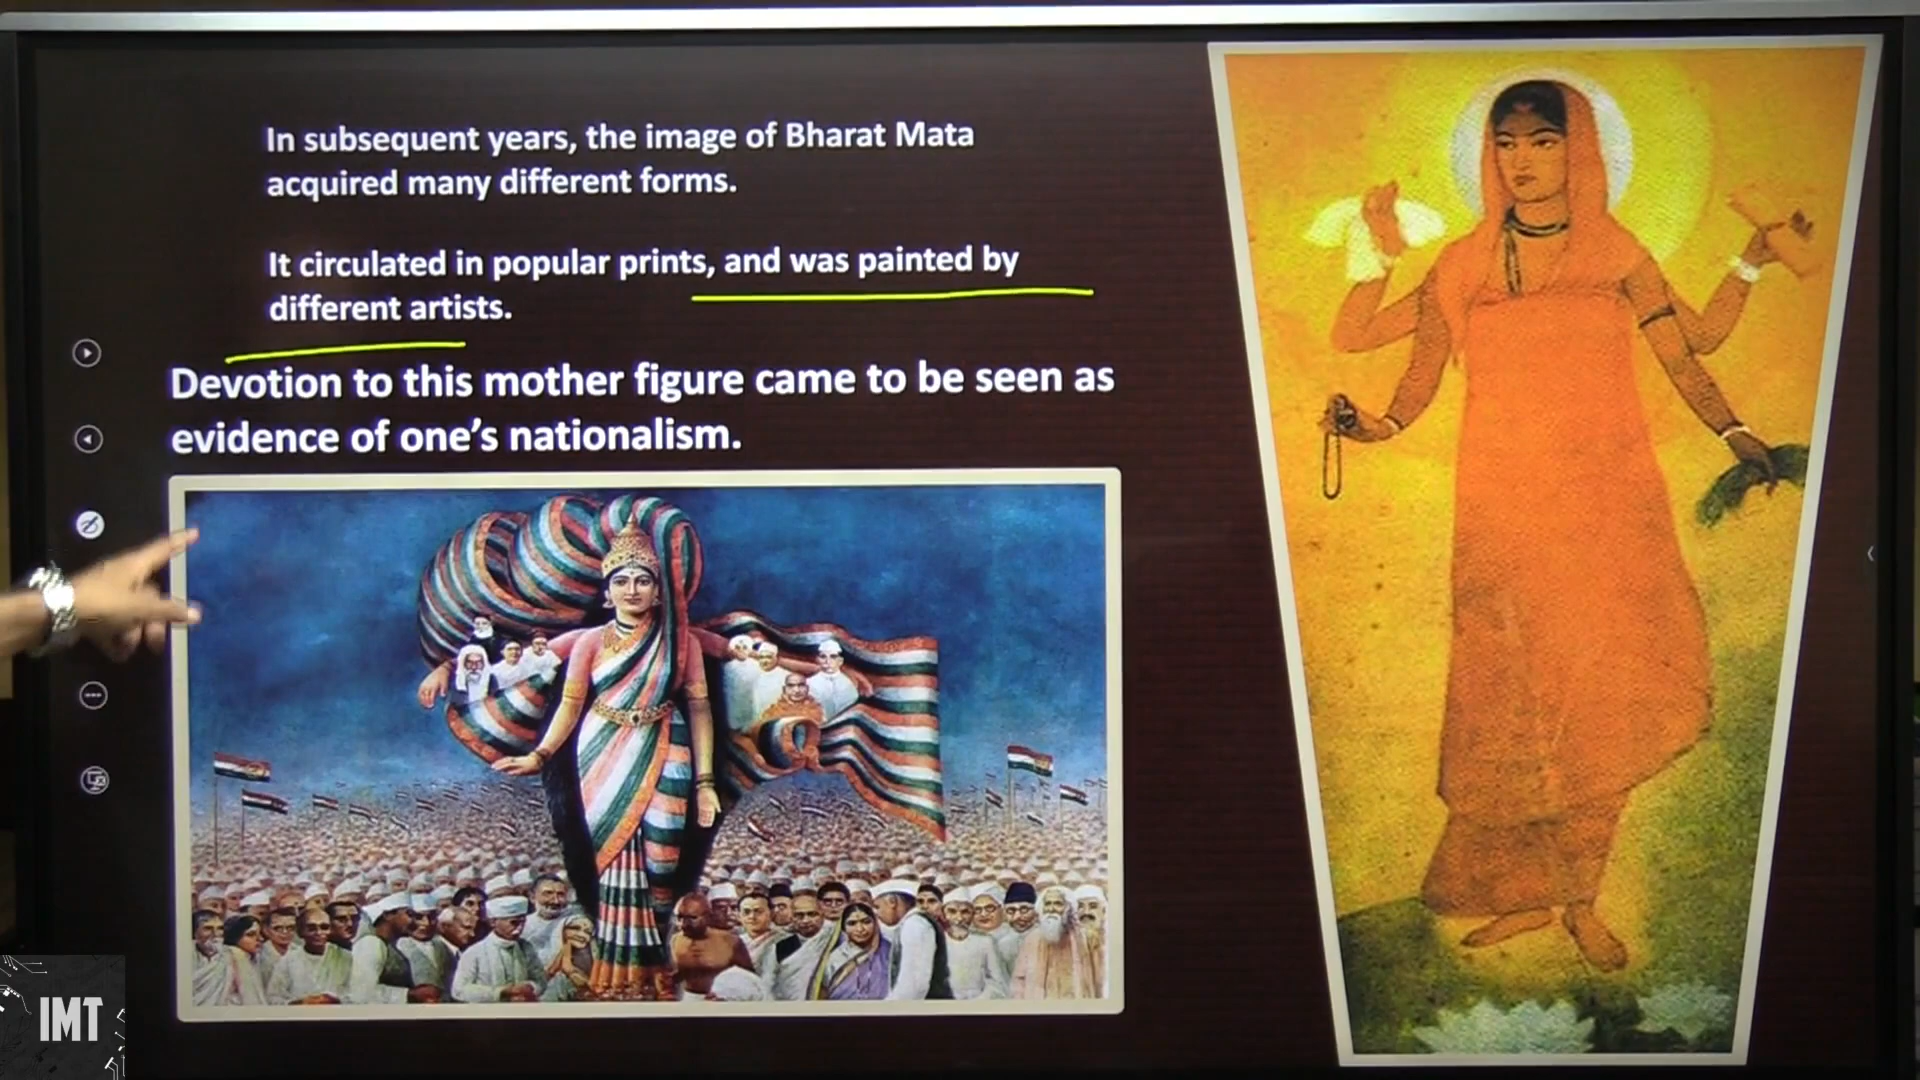 In subsequent years, the image of Bharat Mata
acquired many different forms.
It circulated in popular prints, and was painted by
different artists.
Devotion to this mother figure came to be seen as
evidence of one's nationalism.
IMT